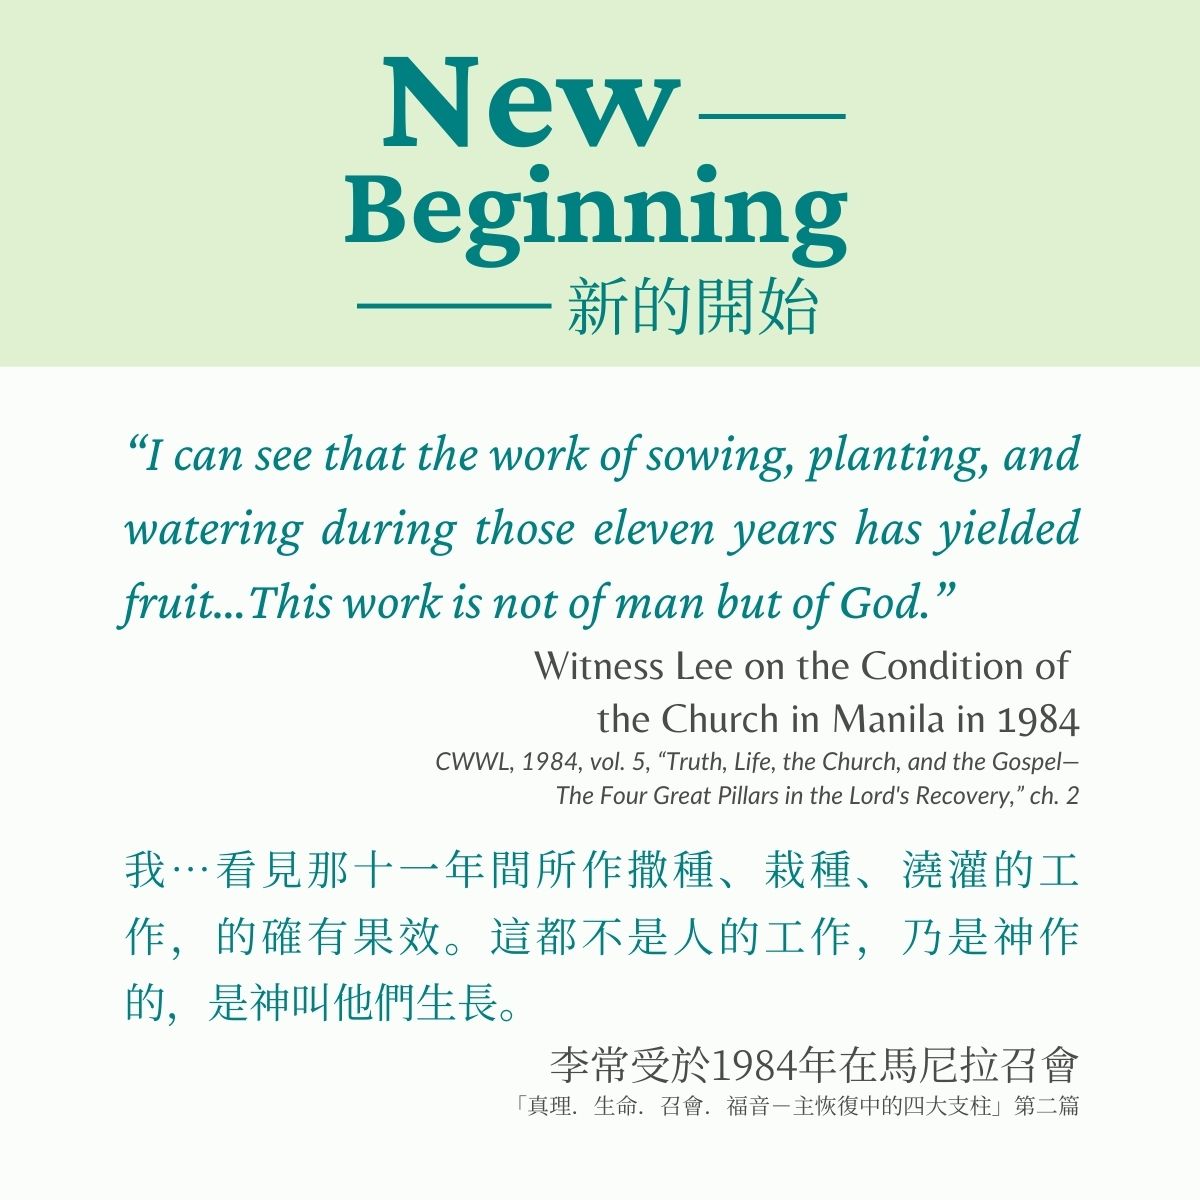 New
Beginning
新的開始
“I can see that the work of sowing, planting, and
watering during those eleven years has yielded
fruit...This work is not of man but of God.”
Witness Lee on the Condition of
the Church in Manila in 1984
CWWL, 1984, vol. 5, “Truth, Life, the Church, and the Gospel—
The Four Great Pillars in the Lord's Recovery,” ch. 2
我…看見那十一年間所作撒種、栽種、澆灌的工
作，的確有果效。這都不是人的工作，乃是神作
的，是神叫他們生長。
李常受於1984年在馬尼拉召會
「真理．生命．召會．福音－主恢復中的四大支柱」第二篇